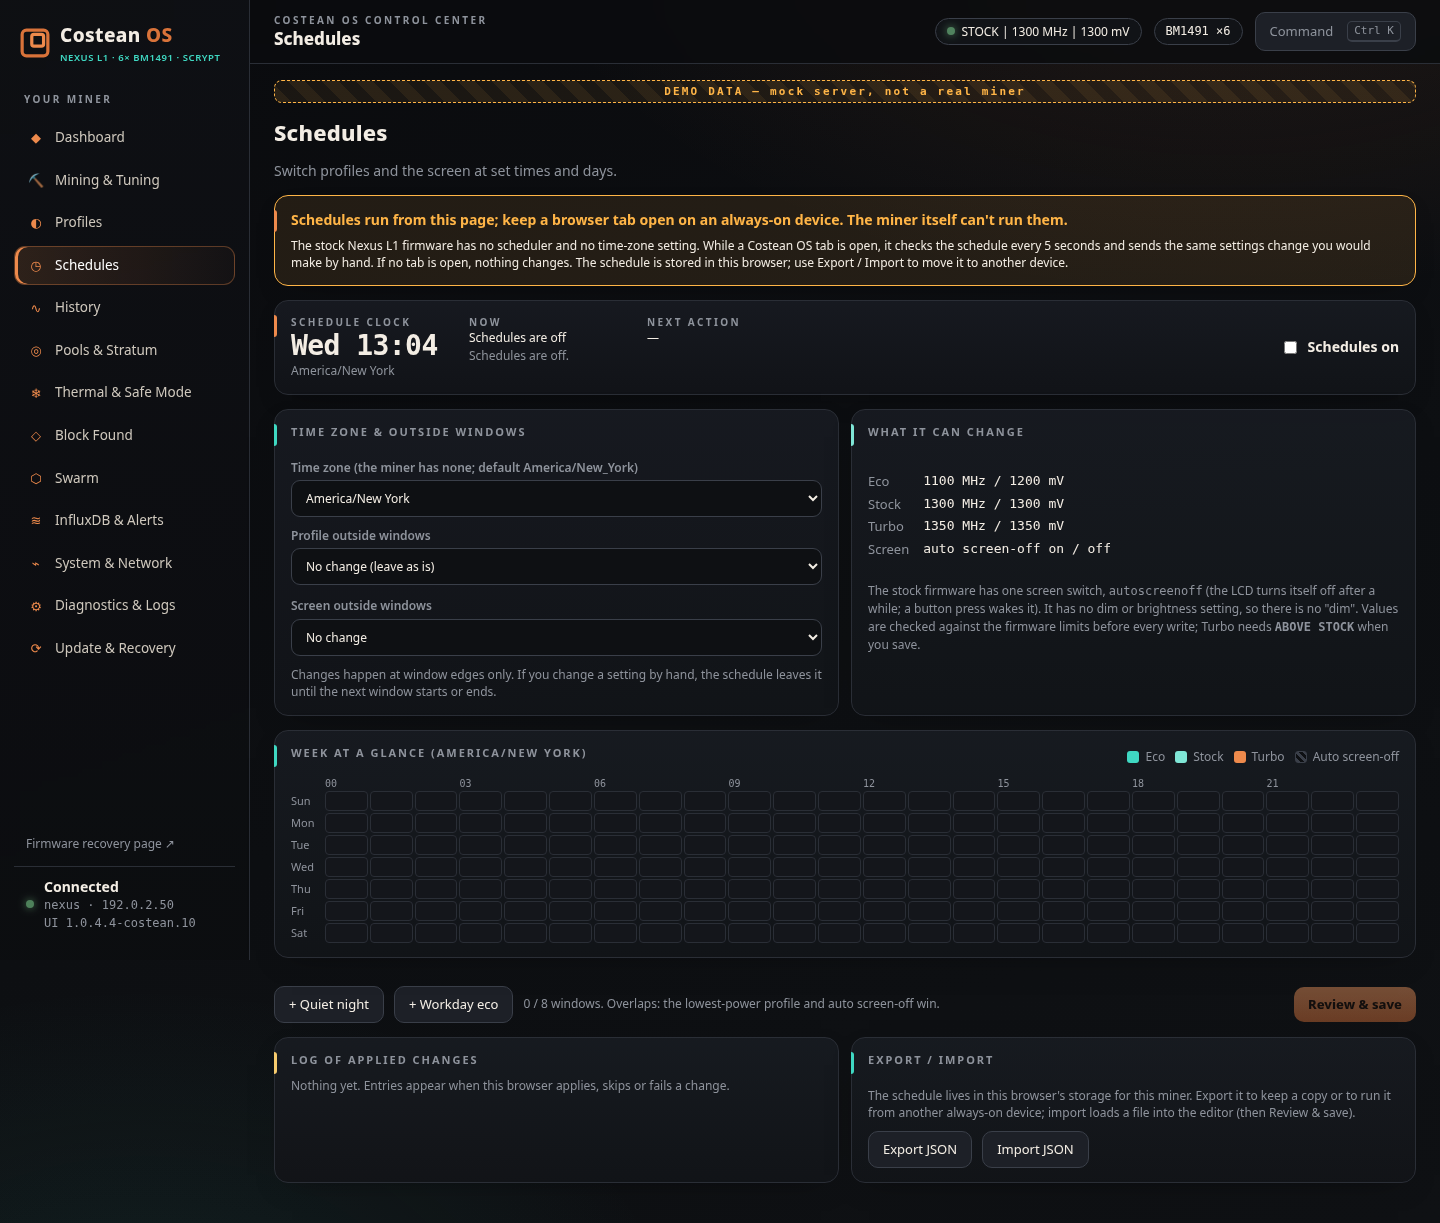 Costean OS
NEXUS L1 · 6× BM1491 · SCRYPT
YOUR MINER
Dashboard
Mining & Tuning
Profiles
Schedules
History
Pools & Stratum
Thermal & Safe Mode
Block Found
Swarm
InfluxDB & Alerts
System & Network
Diagnostics & Logs
Update & Recovery
Firmware recovery page ↗
Connected
nexus · 192.0.2.50
UI 1.0.4.4-costean.10
COSTEAN OS CONTROL CENTER
Schedules
STOCK | 1300 MHz | 1300 mV
BM1491 ×6
Command Ctrl K
DEMO DATA — mock server, not a real miner
Schedules
Switch profiles and the screen at set times and days.
Schedules run from this page; keep a browser tab open on an always-on device. The miner itself can't run them.
The stock Nexus L1 firmware has no scheduler and no time-zone setting. While a Costean OS tab is open, it checks the schedule every 5 seconds and sends the same settings change you would
make by hand. If no tab is open, nothing changes. The schedule is stored in this browser; use Export / Import to move it to another device.
SCHEDULE CLOCK
Wed 13:04
America/New York
NOW
Schedules are off
Schedules are off.
NEXT ACTION
—
Schedules on
TIME ZONE & OUTSIDE WINDOWS
Time zone (the miner has none; default America/New_York)
America/New York
Profile outside windows
No change (leave as is)
Screen outside windows
No change
Changes happen at window edges only. If you change a setting by hand, the schedule leaves it
until the next window starts or ends.
WHAT IT CAN CHANGE
Eco 1100 MHz / 1200 mV
Stock 1300 MHz / 1300 mV
Turbo 1350 MHz / 1350 mV
Screen auto screen-off on / off
The stock firmware has one screen switch, autoscreenoff (the LCD turns itself off after a
while; a button press wakes it). It has no dim or brightness setting, so there is no "dim". Values
are checked against the firmware limits before every write; Turbo needs ABOVE STOCK when
you save.
WEEK AT A GLANCE (AMERICA/NEW YORK)
Eco Stock Turbo Auto screen-off
00 03 06 09 12 15 18 21
Sun
Mon
Tue
Wed
Thu
Fri
Sat
+ Quiet night
+ Workday eco
0 / 8 windows. Overlaps: the lowest-power profile and auto screen-off win.
Review & save
LOG OF APPLIED CHANGES
Nothing yet. Entries appear when this browser applies, skips or fails a change.
EXPORT / IMPORT
The schedule lives in this browser's storage for this miner. Export it to keep a copy or to run it
from another always-on device; import loads a file into the editor (then Review & save).
Export JSON
Import JSON